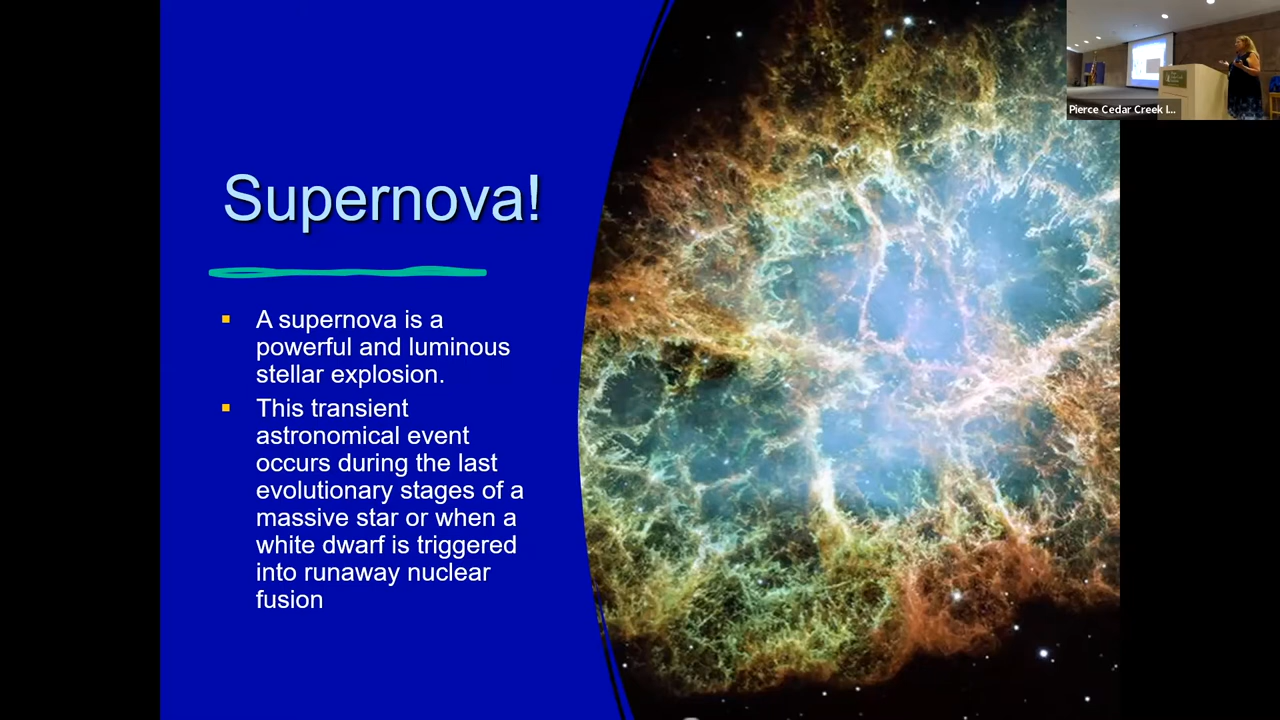 Supernova!
A supernova is a
powerful and luminous
stellar explosion.
This transient
astronomical event
occurs during the last
evolutionary stages of a
massive star or when a
white dwarf is triggered
into runaway nuclear
fusion
Pierce Cedar Creek I...